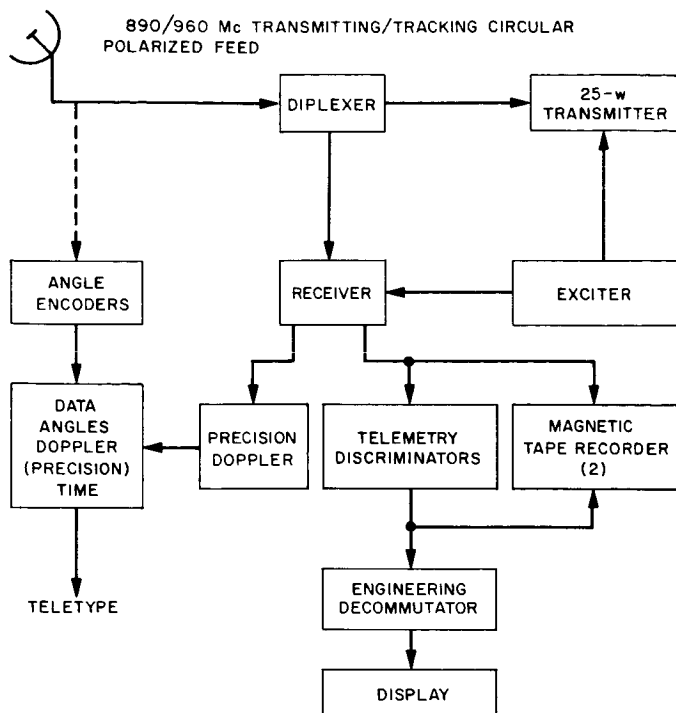 890/960 Mc TRANSMITTING/TRACKING CIRCULAR
POLARIZED FEED
DIPLEXER
25-w
TRANSMITTER
ANGLE
ENCODERS
RECEIVER
EXCITER
DATA
ANGLES
DOPPLER
(PRECISION)
TIME
PRECISION
DOPPLER
TELEMETRY
DISCRIMINATORS
MAGNETIC
TAPE RECORDER
(2)
TELETYPE
ENGINEERING
DECOMMUTATOR
DISPLAY